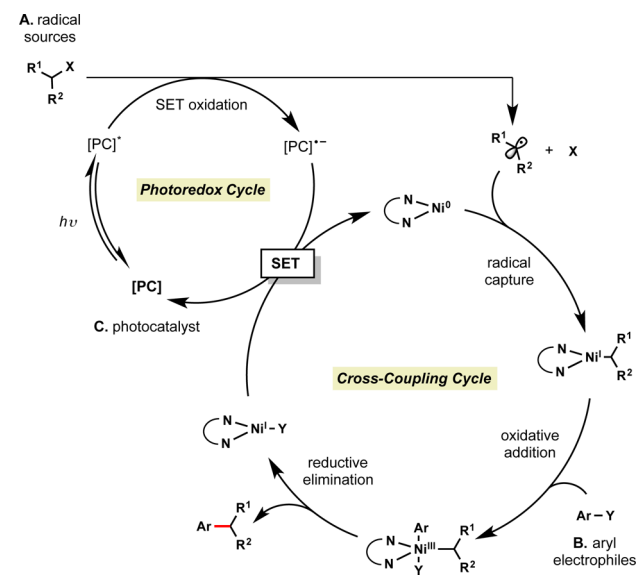 A. radical
sources
R¹ X
R²
SET oxidation
[PC]*
[PC]•−
R¹
R² + X
Photoredox Cycle
hυ
N Ni⁰
N
SET
radical
capture
[PC]
C. photocatalyst
N Niᴵ R¹
N R²
Cross-Coupling Cycle
N Niᴵ–Y
N
oxidative
addition
reductive
elimination
Ar R¹
R²
Ar
N Niᴵᴵᴵ R¹
N R²
Y
Ar–Y
B. aryl
electrophiles